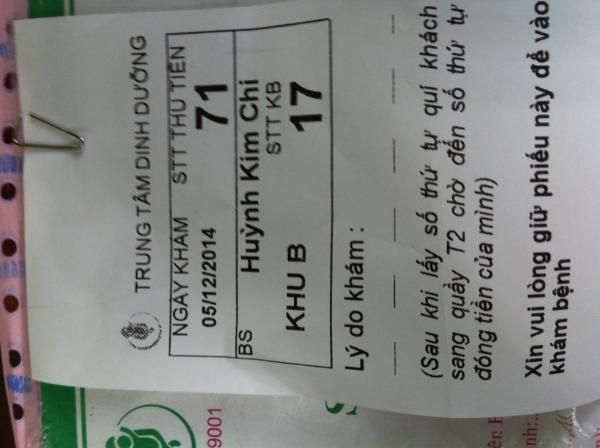 TRUNG TÂM DINH DƯỠNG
NGÀY KHÁM STT THU TIỀN
05/12/2014 71
BS Huỳnh Kim Chi
STT KB
KHU B 17
Lý do khám :
(Sau khi lấy số thứ tự quí khách
sang quầy T2 chờ đến số thứ tự
đóng tiền của mình)
Xin vui lòng giữ phiếu này để vào
khám bệnh
9001